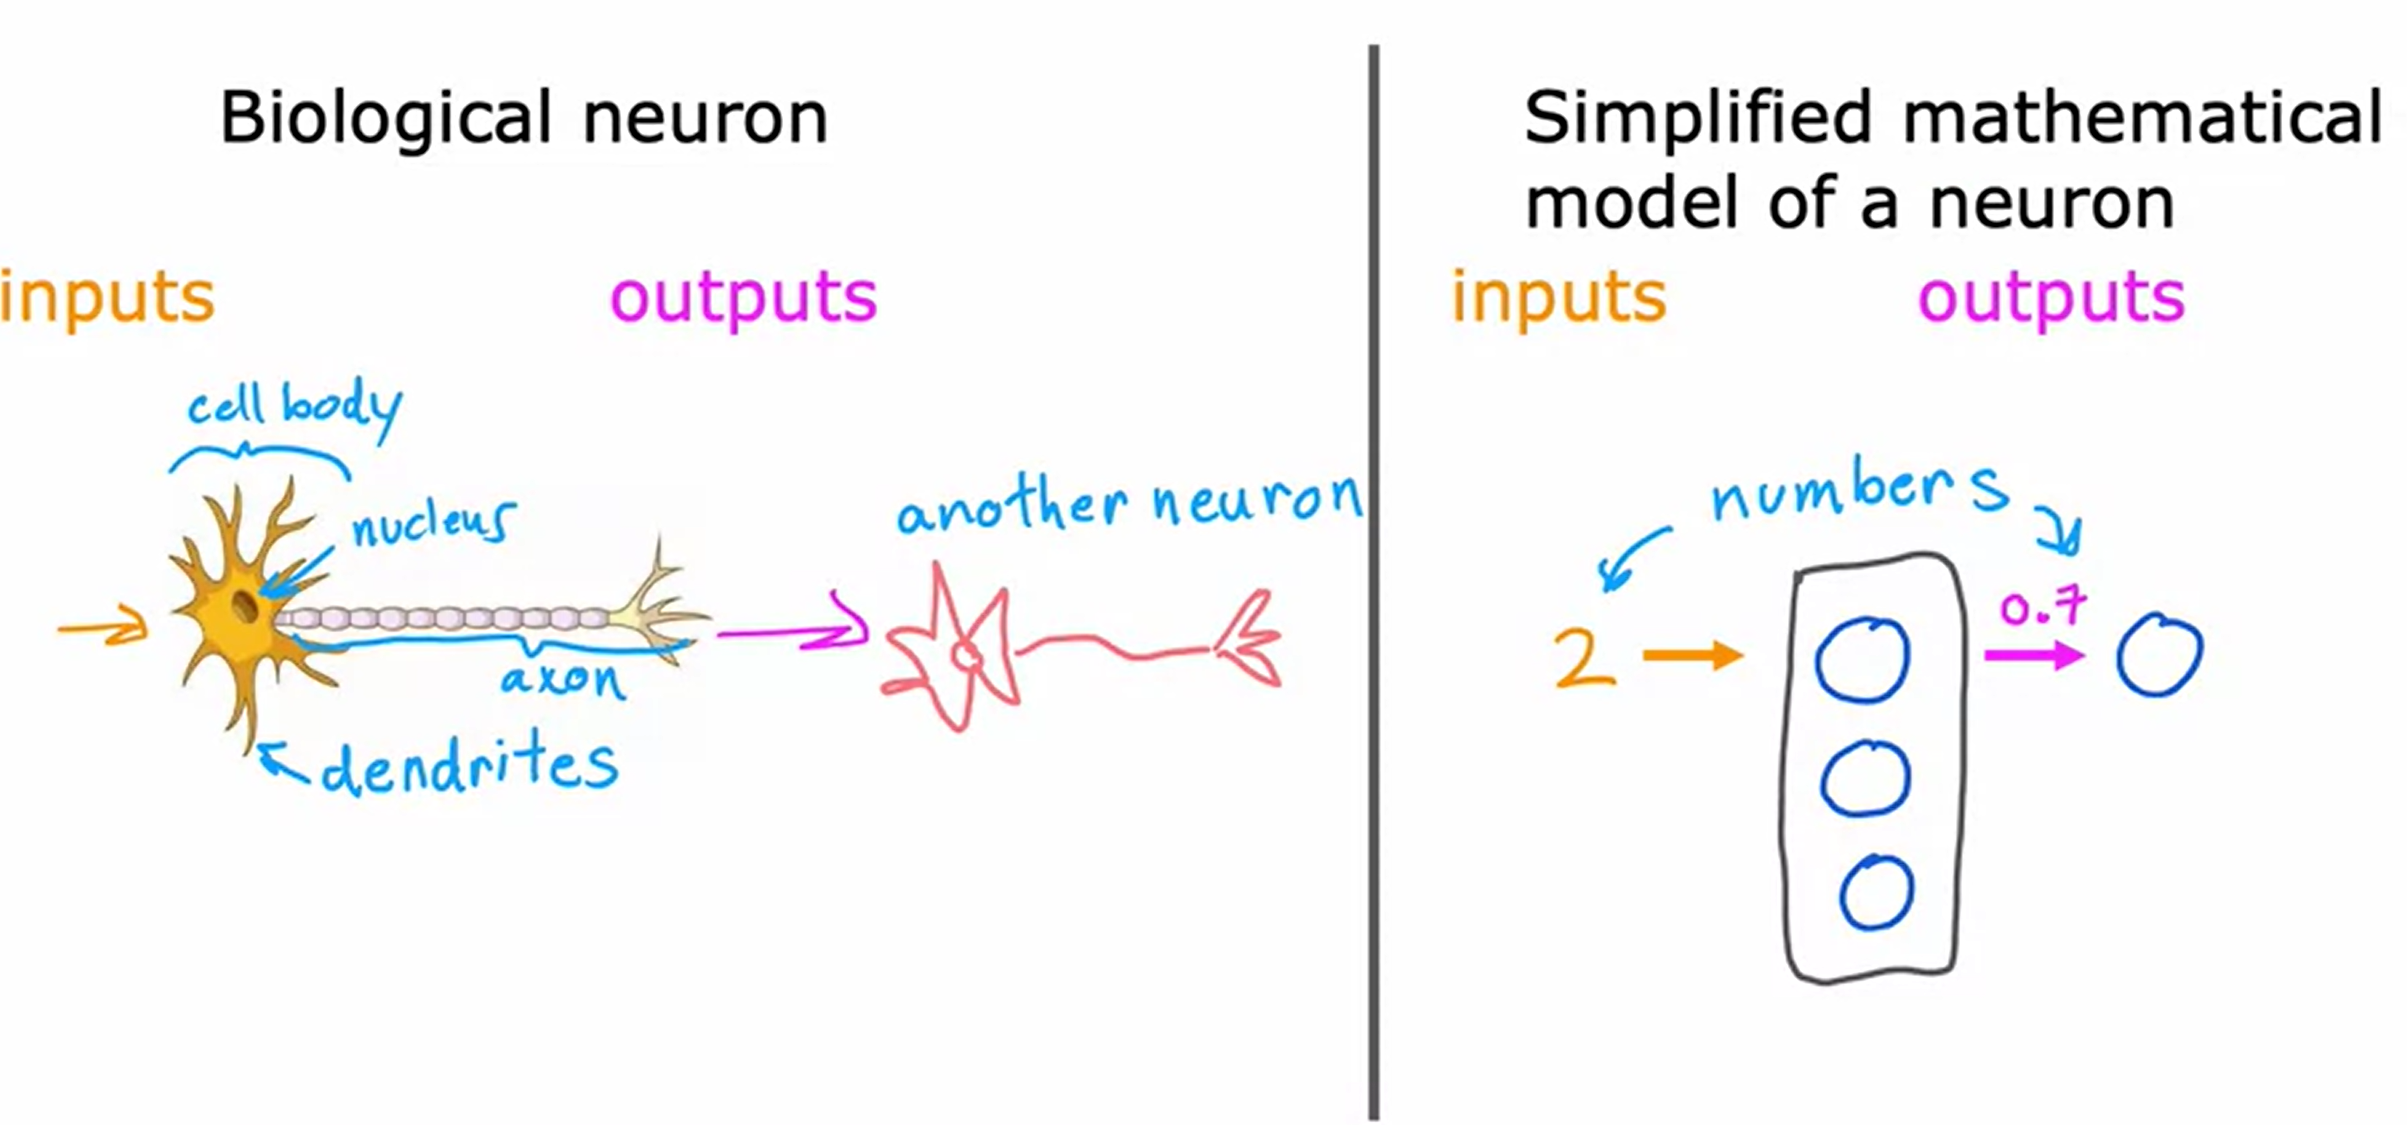 Biological neuron
inputs
outputs
cell body
nucleus
another neuron
axon
dendrites
Simplified mathematical
model of a neuron
inputs
outputs
numbers
2
0.7